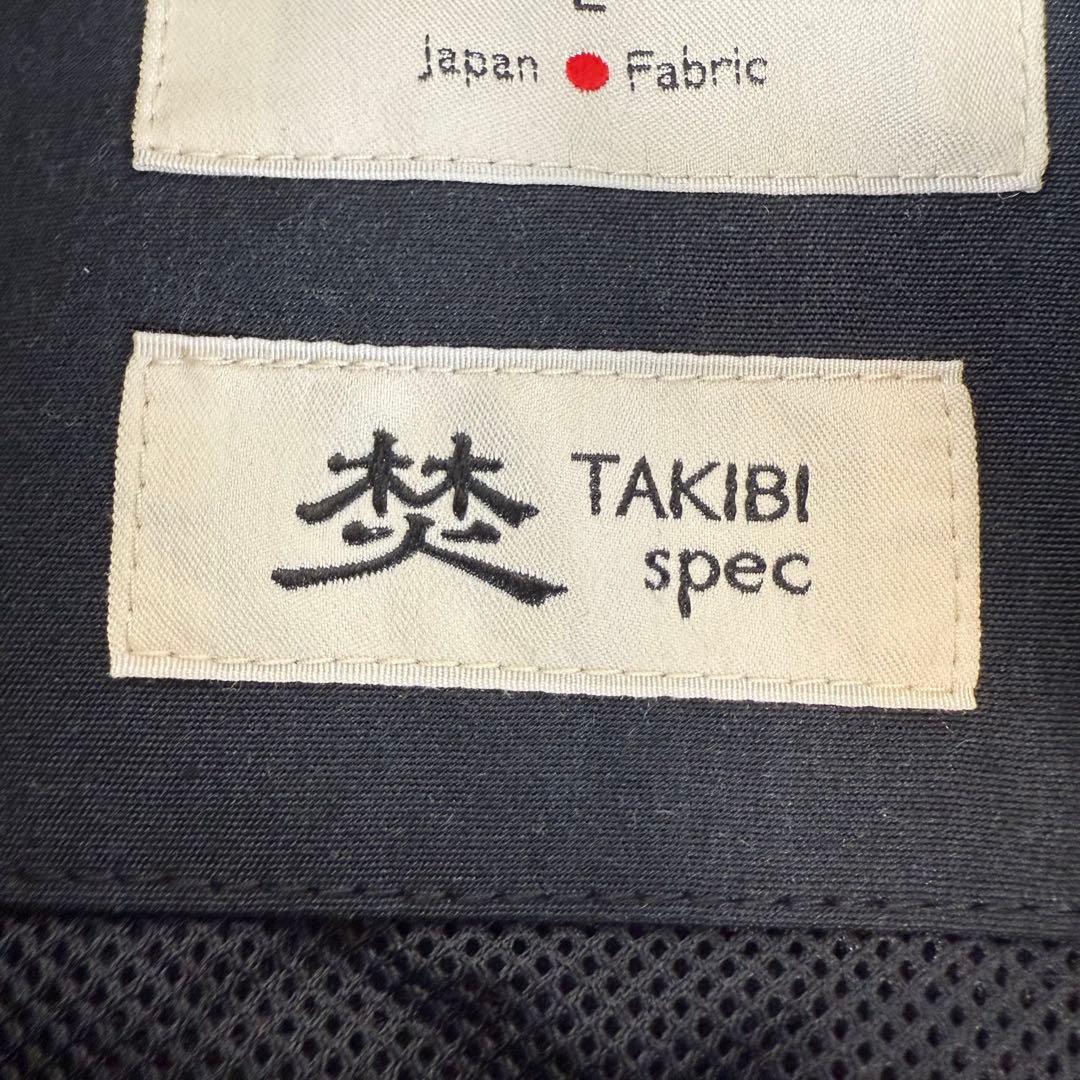 Japan Fabric
焚 TAKIBI
spec